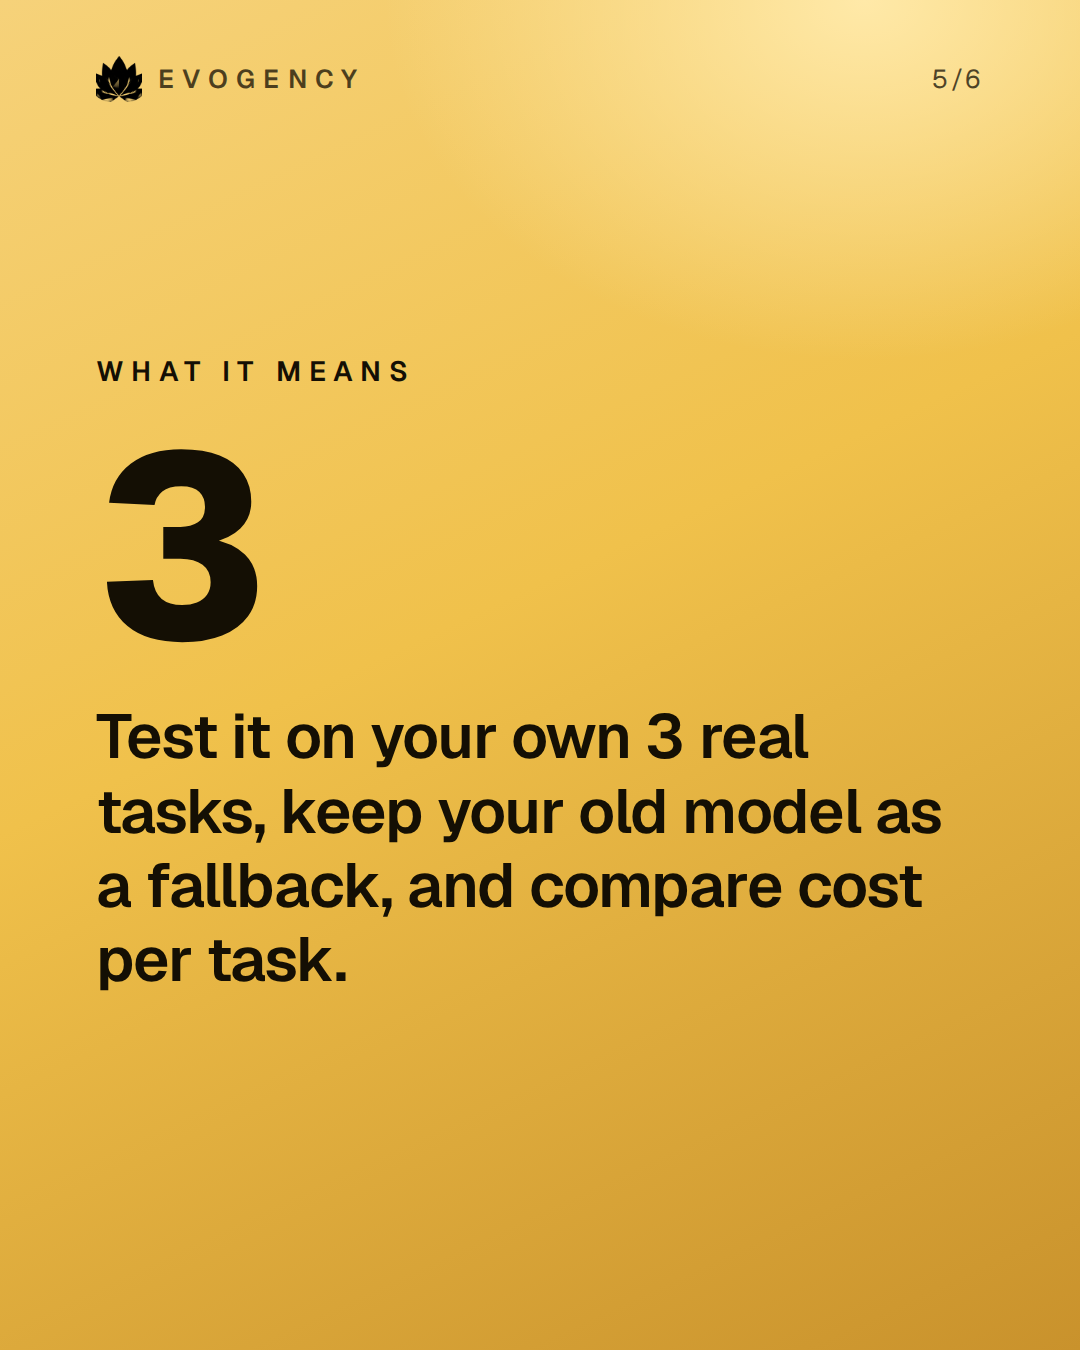 EVOGENCY
5/6
WHAT IT MEANS
3
Test it on your own 3 real
tasks, keep your old model as
a fallback, and compare cost
per task.